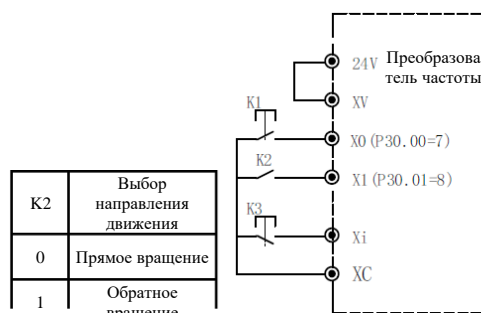 24V
Преобразова
тель частоты
XV
K1
X0 (P30.00=7)
K2
X1 (P30.01=8)
K3
Xi
XC
K2
Выбор
направления
движения
0
Прямое вращение
1
Обратное
вращение